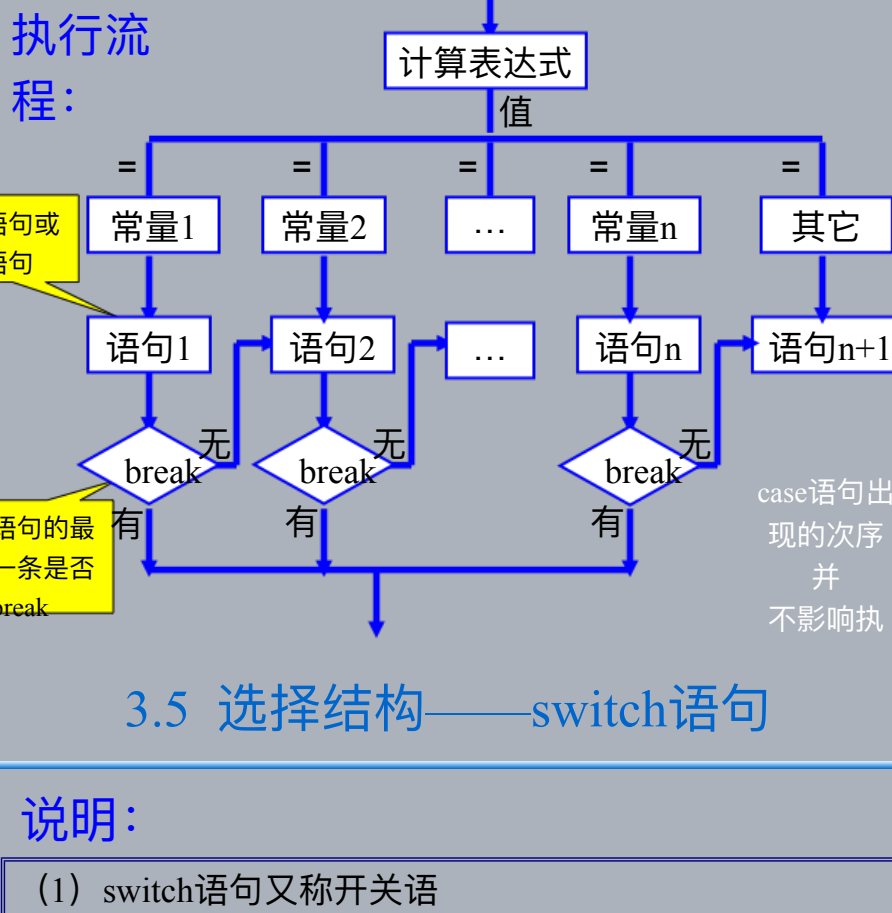 执行流
程：
计算表达式
值
= = = = =
常量1 常量2 … 常量n 其它
语句或
语句
语句1 语句2 … 语句n 语句n+1
无 无 无
break break break
有 有 有
语句的最
一条是否
break
case语句出
现的次序
并
不影响执
3.5 选择结构——switch语句
说明：
（1）switch语句又称开关语